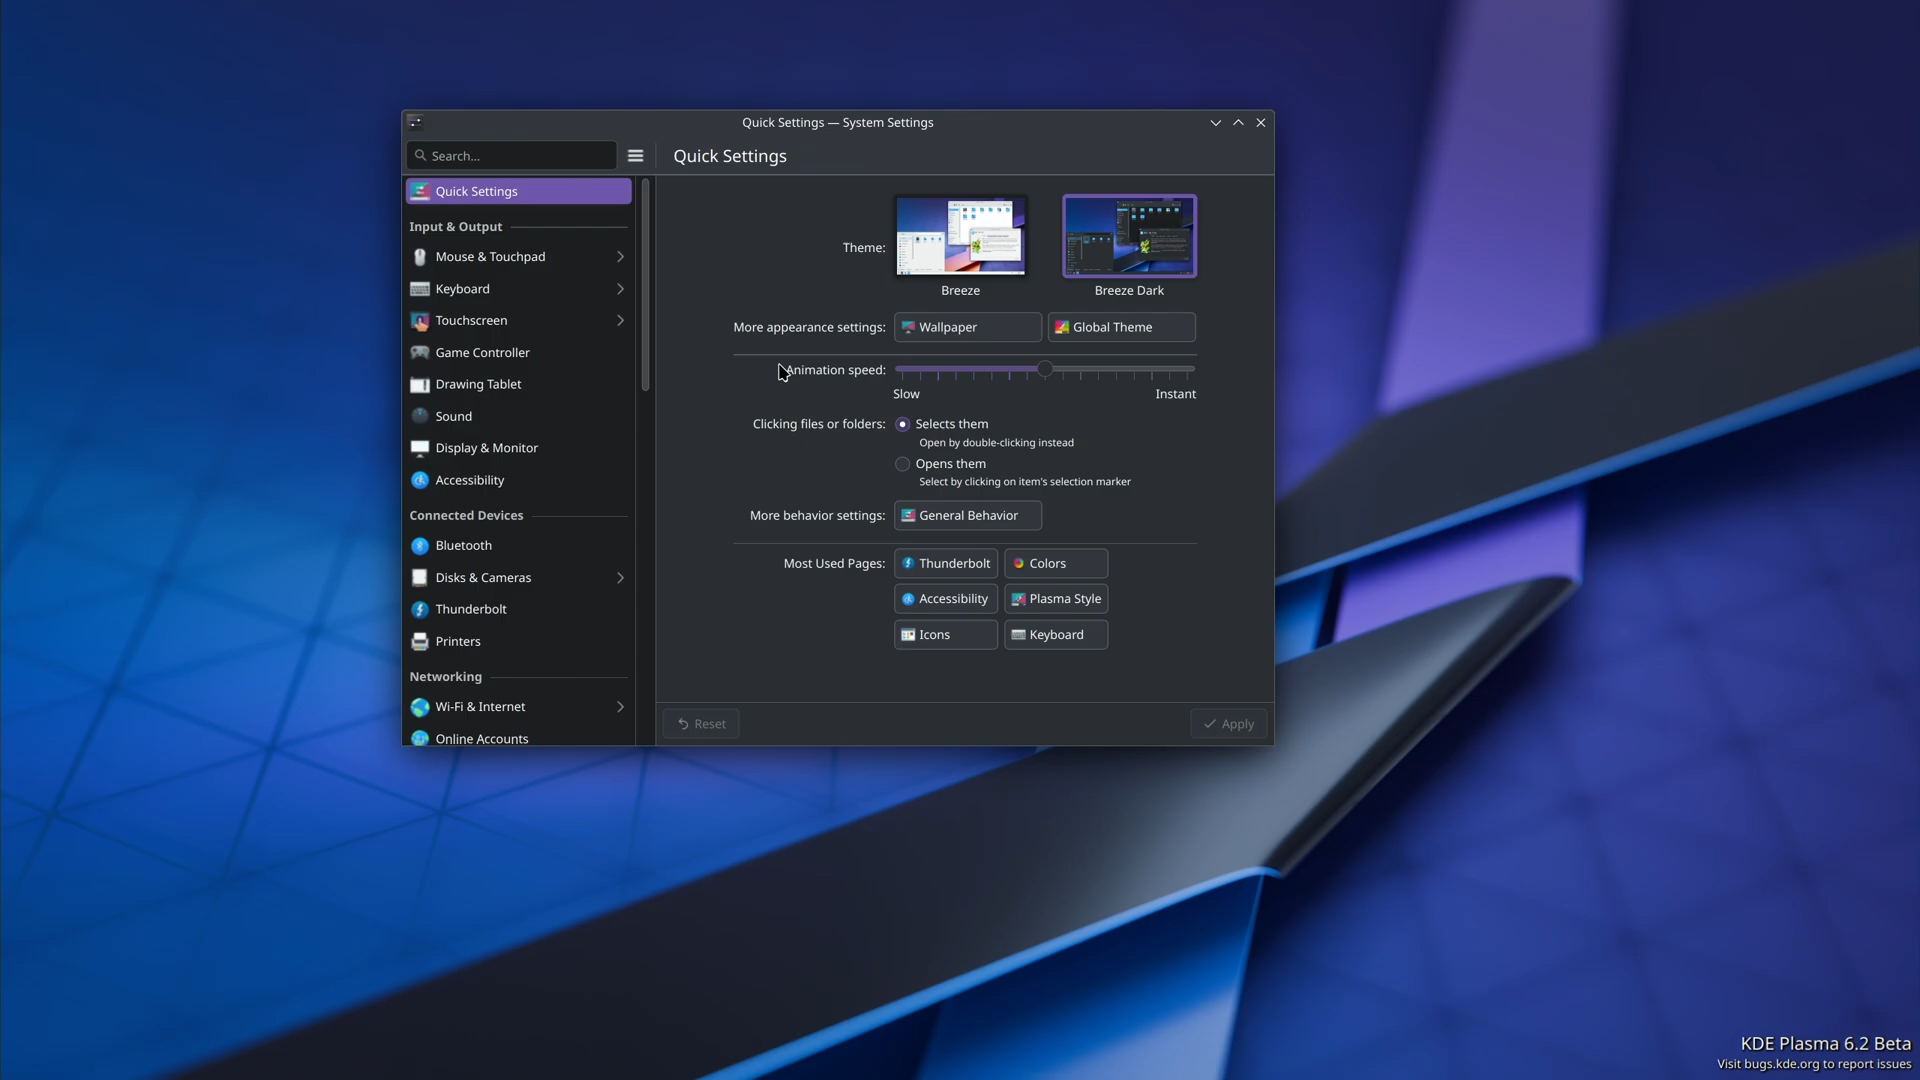 Quick Settings — System Settings
Search...
Quick Settings
Quick Settings
Input & Output
Mouse & Touchpad
Keyboard
Touchscreen
Game Controller
Drawing Tablet
Sound
Display & Monitor
Accessibility
Connected Devices
Bluetooth
Disks & Cameras
Thunderbolt
Printers
Networking
Wi-Fi & Internet
Online Accounts
Theme:
Breeze
Breeze Dark
More appearance settings:
Wallpaper
Global Theme
Animation speed:
Slow
Instant
Clicking files or folders:
Selects them
Open by double-clicking instead
Opens them
Select by clicking on item's selection marker
More behavior settings:
General Behavior
Most Used Pages:
Thunderbolt
Colors
Accessibility
Plasma Style
Icons
Keyboard
Reset
Apply
KDE Plasma 6.2 Beta
Visit bugs.kde.org to report issues